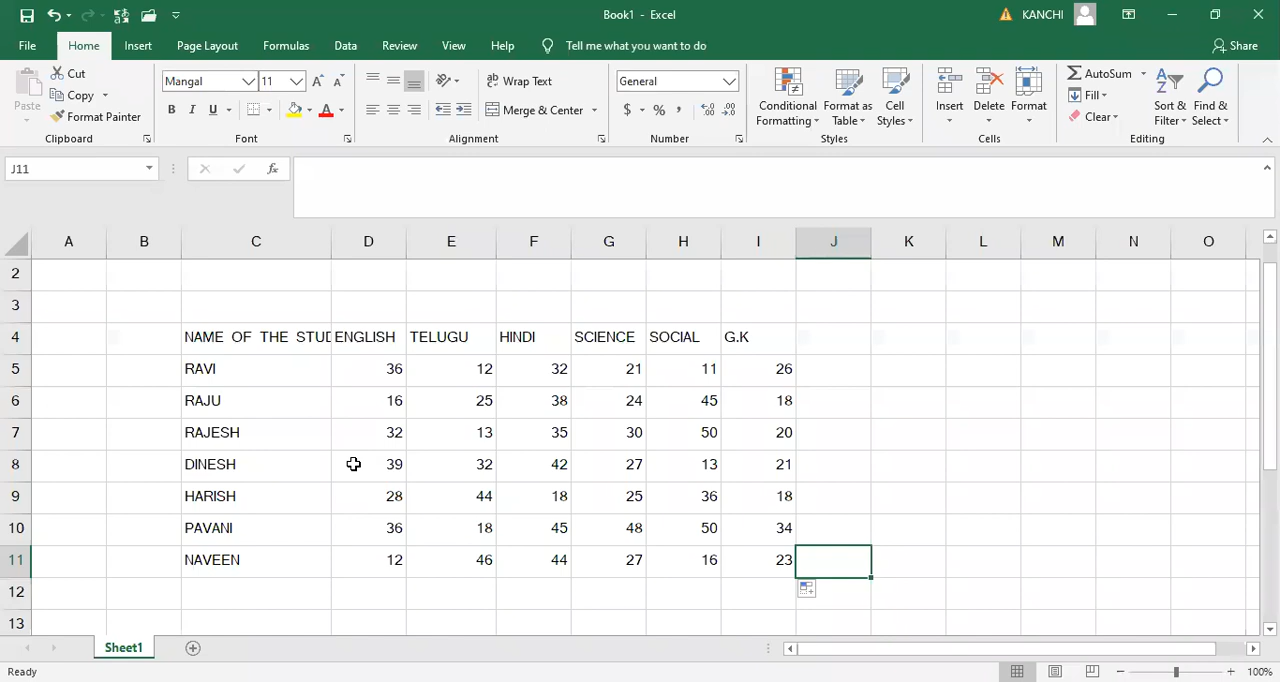 Book1 - Excel
KANCHI
File Home Insert Page Layout Formulas Data Review View Help Tell me what you want to do Share
Paste Cut Copy Format Painter Clipboard
Mangal 11 A A B I U A Font
ab Wrap Text Merge & Center Alignment
General $ % , .00 Number
Conditional Formatting Format as Table Cell Styles Styles
Insert Delete Format Cells
AutoSum Fill Clear Sort & Filter Find & Select Editing
J11 fx
A B C D E F G H I J K L M N O
2
3
4 NAME OF THE STUD ENGLISH TELUGU HINDI SCIENCE SOCIAL G.K
5 RAVI 36 12 32 21 11 26
6 RAJU 16 25 38 24 45 18
7 RAJESH 32 13 35 30 50 20
8 DINESH 39 32 42 27 13 21
9 HARISH 28 44 18 25 36 18
10 PAVANI 36 18 45 48 50 34
11 NAVEEN 12 46 44 27 16 23
12
13
Sheet1
Ready 100%